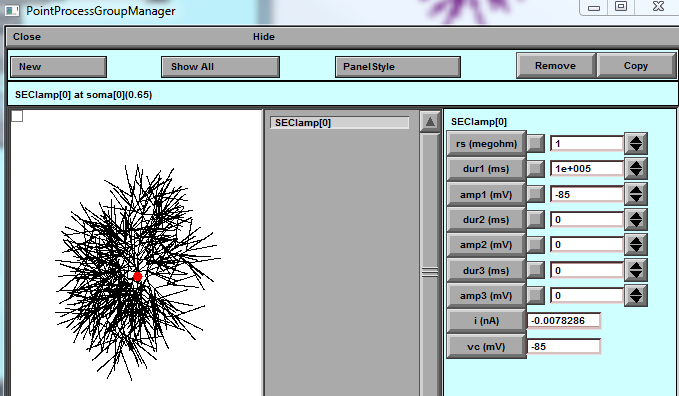 PointProcessGroupManager
Close Hide
New Show All PanelStyle Remove Copy
SEClamp[0] at soma[0](0.65)
SEClamp[0]
SEClamp[0]
rs (megohm) 1
dur1 (ms) 1e+005
amp1 (mV) -85
dur2 (ms) 0
amp2 (mV) 0
dur3 (ms) 0
amp3 (mV) 0
i (nA) -0.0078286
vc (mV) -85